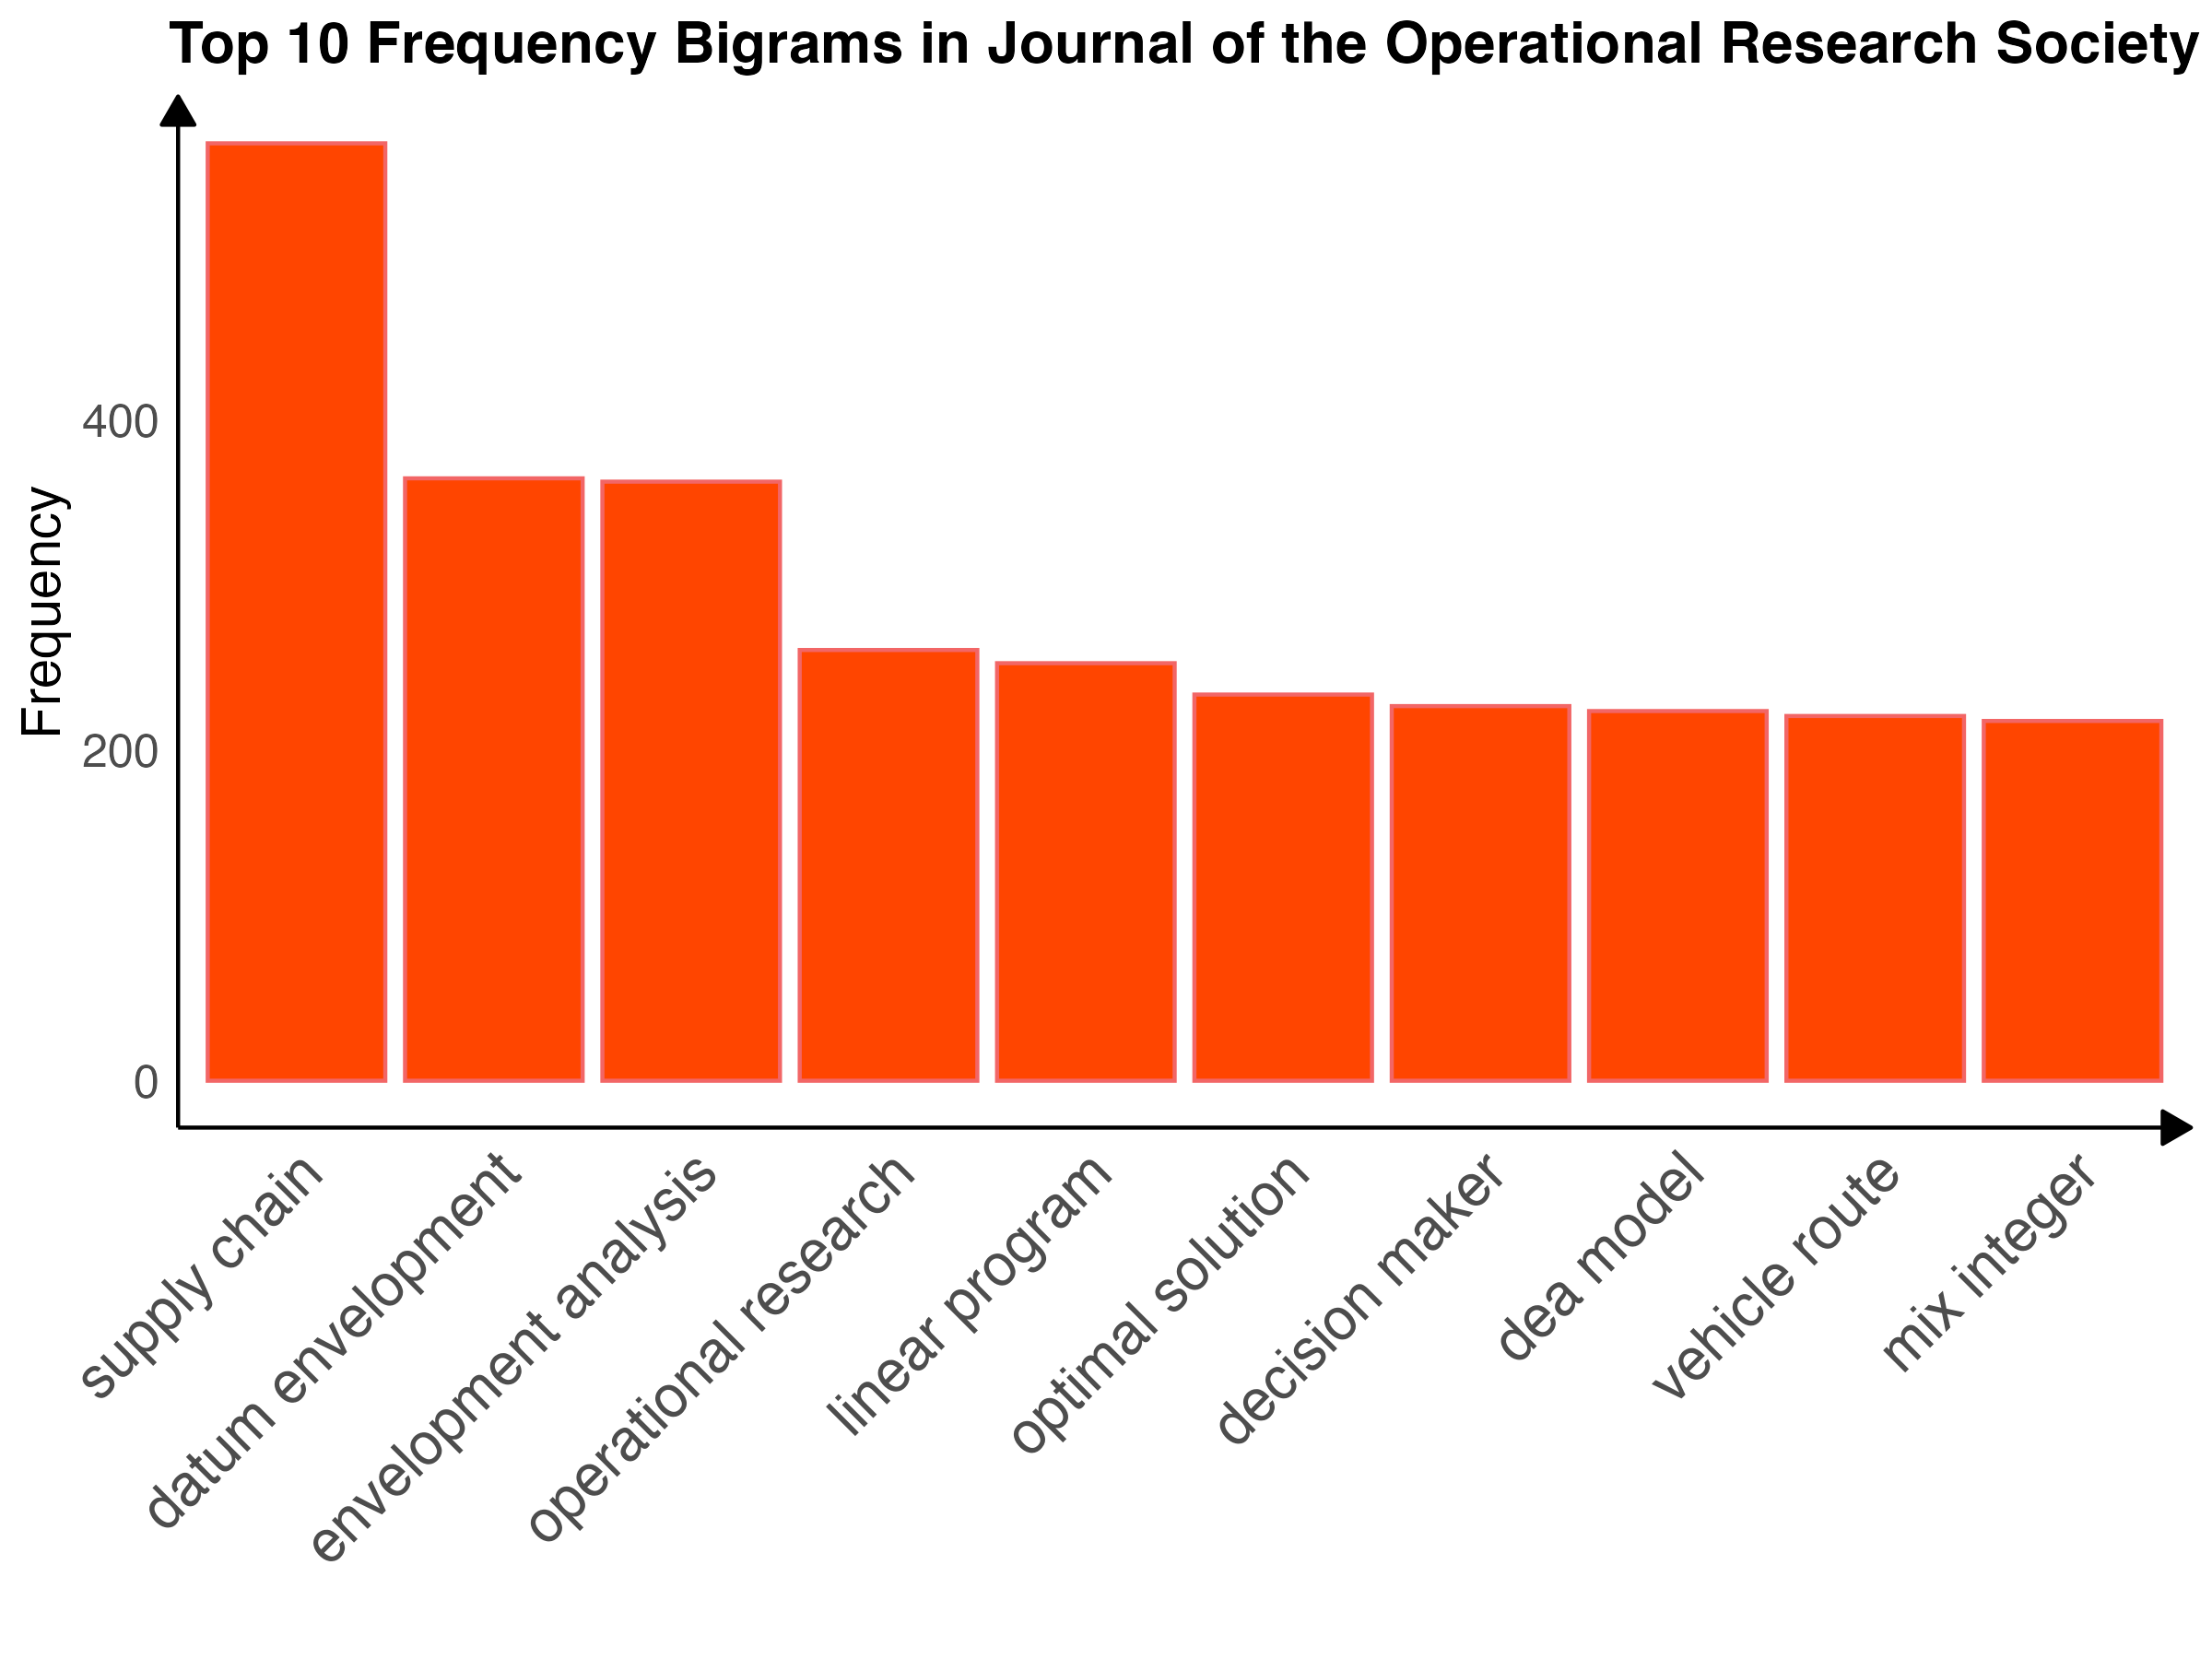 Top 10 Frequency Bigrams in Journal of the Operational Research Society
Frequency
400
200
0
supply chain
datum envelopment
envelopment analysis
operational research
linear program
optimal solution
decision maker
dea model
vehicle route
mix integer